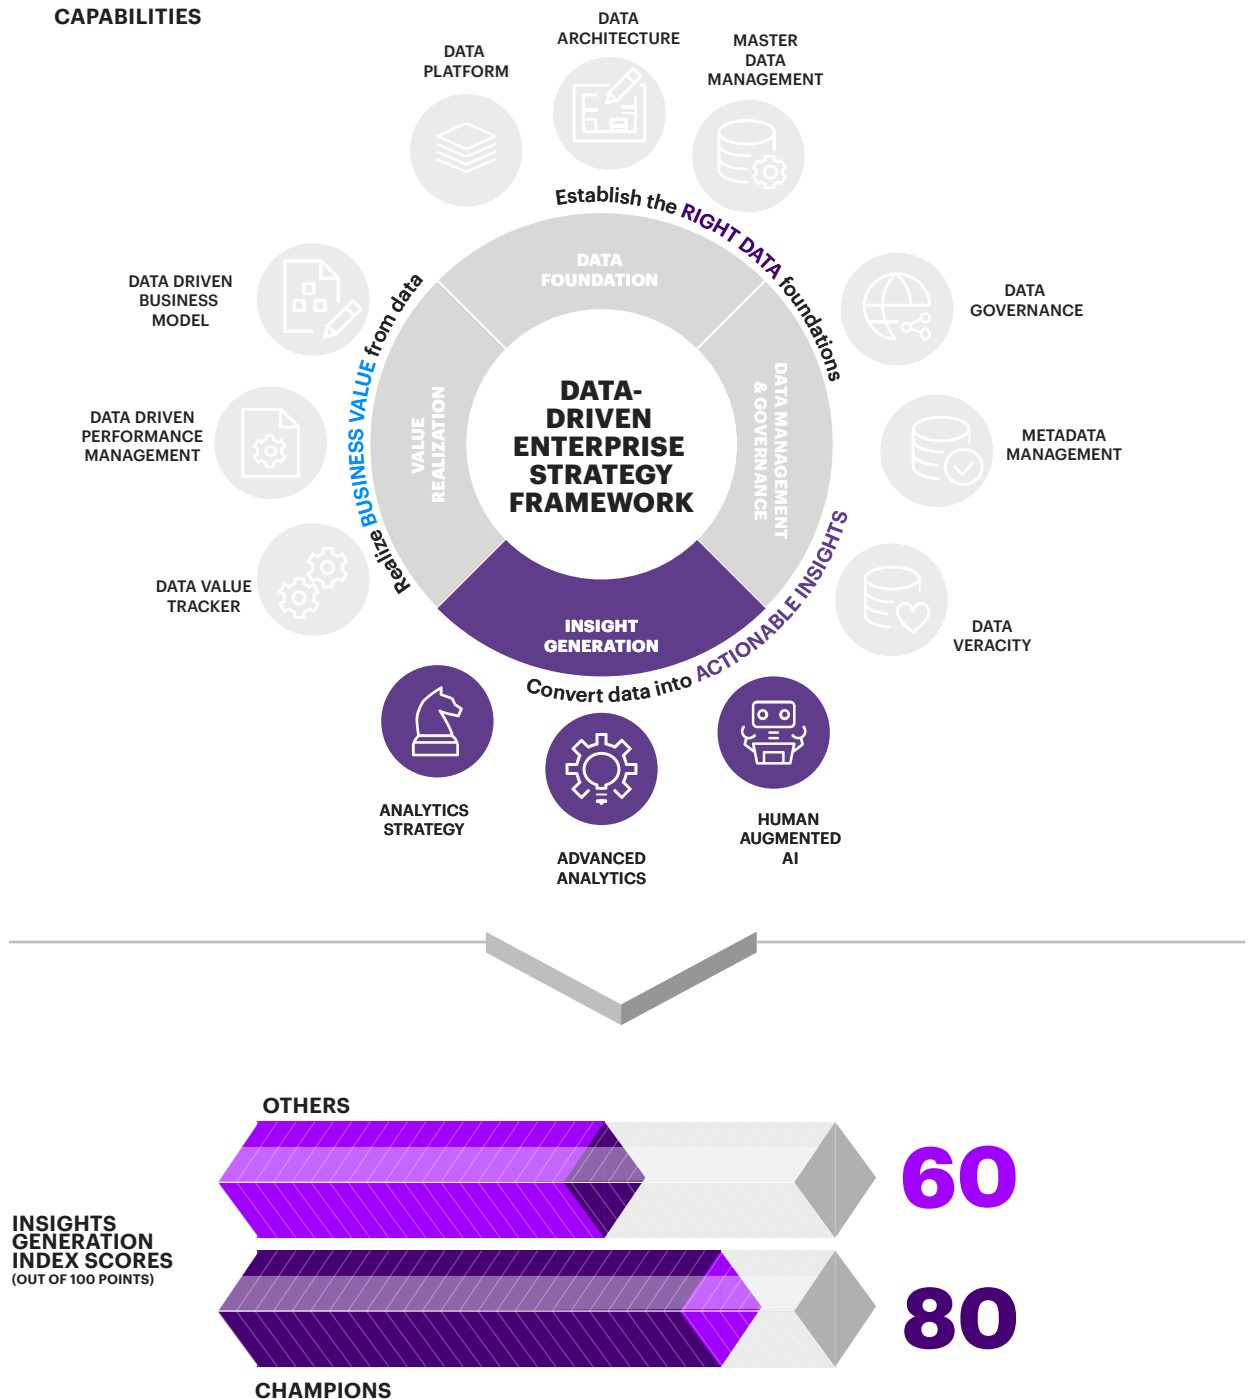 CAPABILITIES
DATA
PLATFORM
DATA
ARCHITECTURE
MASTER
DATA
MANAGEMENT
Establish the RIGHT DATA foundations
DATA
FOUNDATION
DATA DRIVEN
BUSINESS
MODEL
DATA
GOVERNANCE
Realize BUSINESS VALUE from data
VALUE
REALIZATION
DATA-
DRIVEN
ENTERPRISE
STRATEGY
FRAMEWORK
DATA MANAGEMENT
& GOVERNANCE
DATA DRIVEN
PERFORMANCE
MANAGEMENT
METADATA
MANAGEMENT
DATA VALUE
TRACKER
INSIGHT
GENERATION
DATA
VERACITY
Convert data into ACTIONABLE INSIGHTS
ANALYTICS
STRATEGY
ADVANCED
ANALYTICS
HUMAN
AUGMENTED
AI
OTHERS
60
INSIGHTS
GENERATION
INDEX SCORES
(OUT OF 100 POINTS)
80
CHAMPIONS